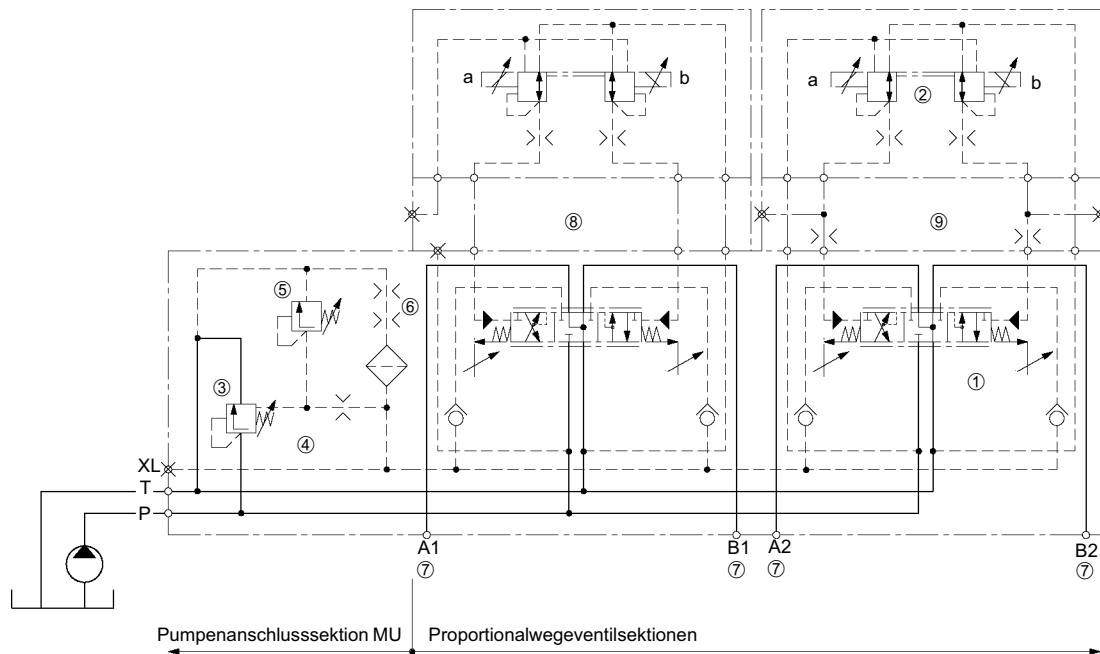 a b a b
②
⑧ ⑨
⑤ ⑥
③ ①
④
XL
T
P
A1 B1 A2 B2
⑦ ⑦ ⑦ ⑦
Pumpenanschlusssektion MU Proportionalwegeventilsektionen